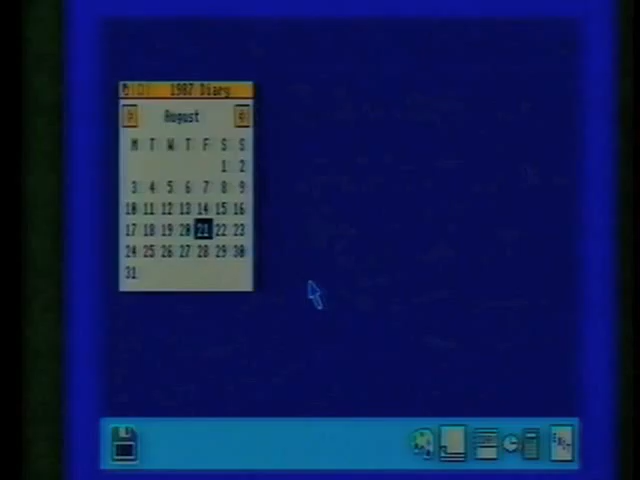 1987 Diary
August
M T W T F S S
1 2
3 4 5 6 7 8 9
10 11 12 13 14 15 16
17 18 19 20 21 22 23
24 25 26 27 28 29 30
31
EXIT